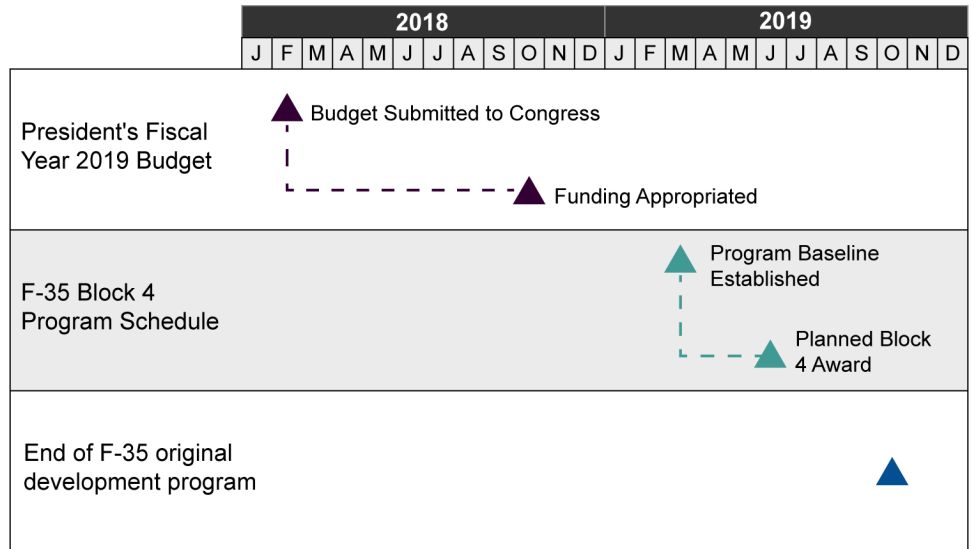 2018 2019
J F M A M J J A S O N D J F M A M J J A S O N D
President's Fiscal
Year 2019 Budget
Budget Submitted to Congress
Funding Appropriated
F-35 Block 4
Program Schedule
Program Baseline
Established
Planned Block
4 Award
End of F-35 original
development program